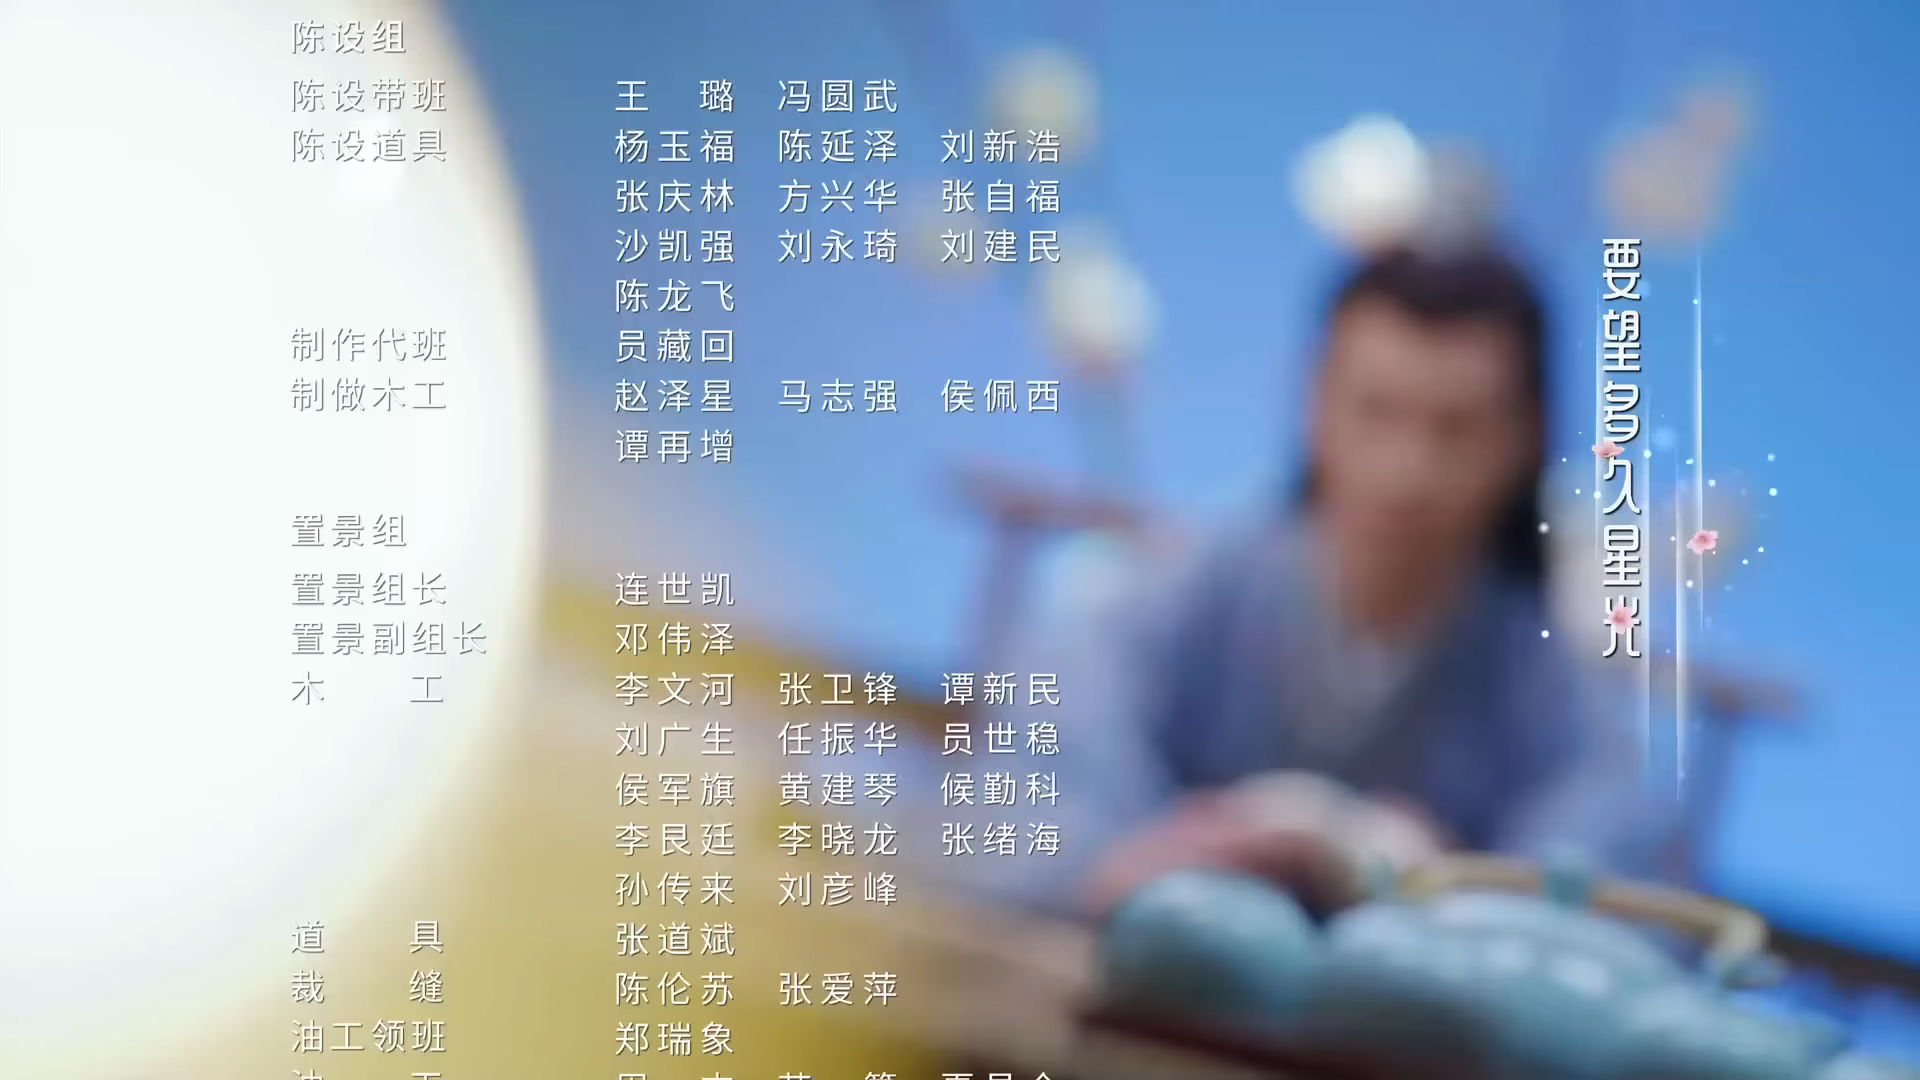 陈设组
陈设带班 王璐 冯圆武
陈设道具 杨玉福 陈延泽 刘新浩
张庆林 方兴华 张自福
沙凯强 刘永琦 刘建民
陈龙飞
制作代班 员藏回
制做木工 赵泽星 马志强 侯佩西
谭再增
置景组
置景组长 连世凯
置景副组长 邓伟泽
木工 李文河 张卫锋 谭新民
刘广生 任振华 员世稳
侯军旗 黄建琴 候勤科
李艮廷 李晓龙 张绪海
孙传来 刘彦峰
道具 张道斌
裁缝 陈伦苏 张爱萍
油工领班 郑瑞象
要望多久星光